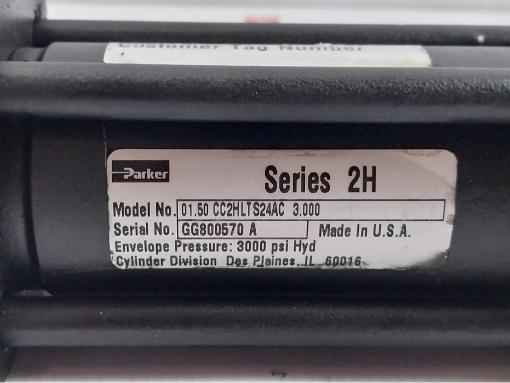 Customer Tag Number
Parker
Series 2H
Model No. 01.50 CC2HLTS24AC 3.000
Serial No. GG800570 A Made in U.S.A.
Envelope Pressure: 3000 psi Hyd
Cylinder Division Des Plaines, IL 60016